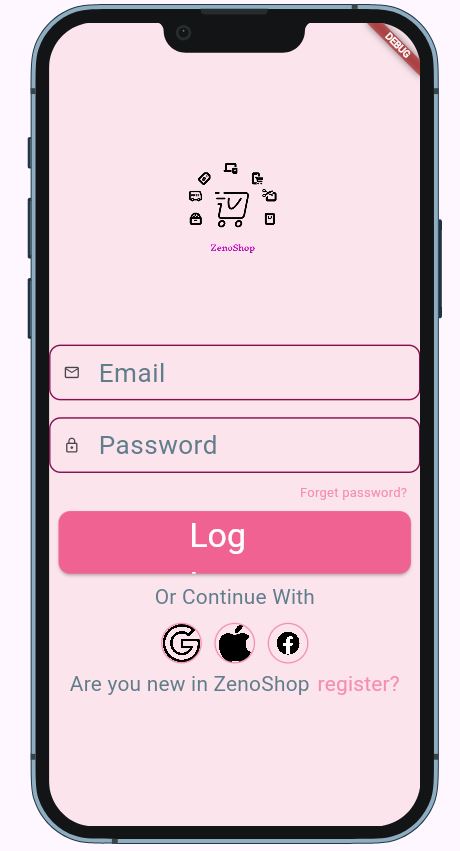 DEBUG
ZenoShop
Email
Password
Forget password?
Log
Or Continue With
Are you new in ZenoShop register?